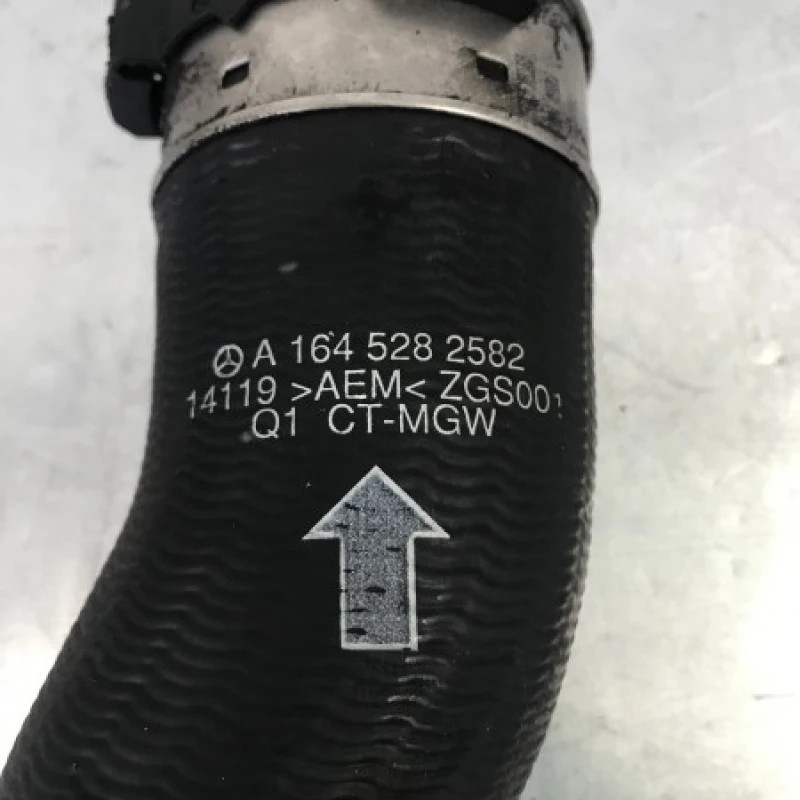 A 164 528 2582
14119 >AEM< ZGS001
Q1 CT-MGW